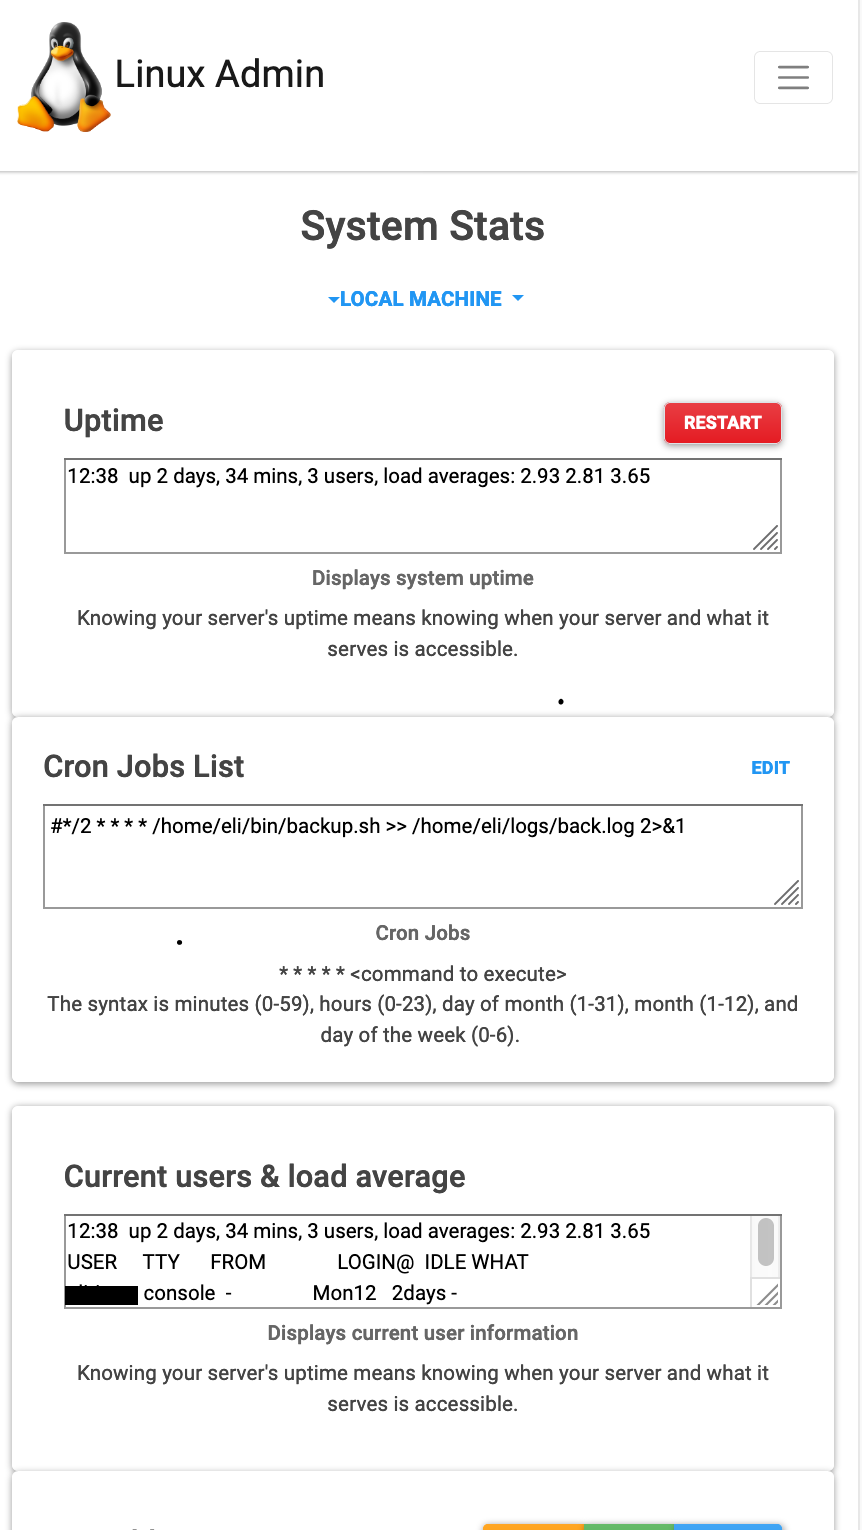 Linux Admin
System Stats
LOCAL MACHINE
Uptime
RESTART
12:38 up 2 days, 34 mins, 3 users, load averages: 2.93 2.81 3.65
Displays system uptime
Knowing your server's uptime means knowing when your server and what it
serves is accessible.
Cron Jobs List
EDIT
#*/2 * * * * /home/eli/bin/backup.sh >> /home/eli/logs/back.log 2>&1
Cron Jobs
* * * * * <command to execute>
The syntax is minutes (0-59), hours (0-23), day of month (1-31), month (1-12), and
day of the week (0-6).
Current users & load average
12:38 up 2 days, 34 mins, 3 users, load averages: 2.93 2.81 3.65
USER TTY FROM LOGIN@ IDLE WHAT
console - Mon12 2days -
Displays current user information
Knowing your server's uptime means knowing when your server and what it
serves is accessible.